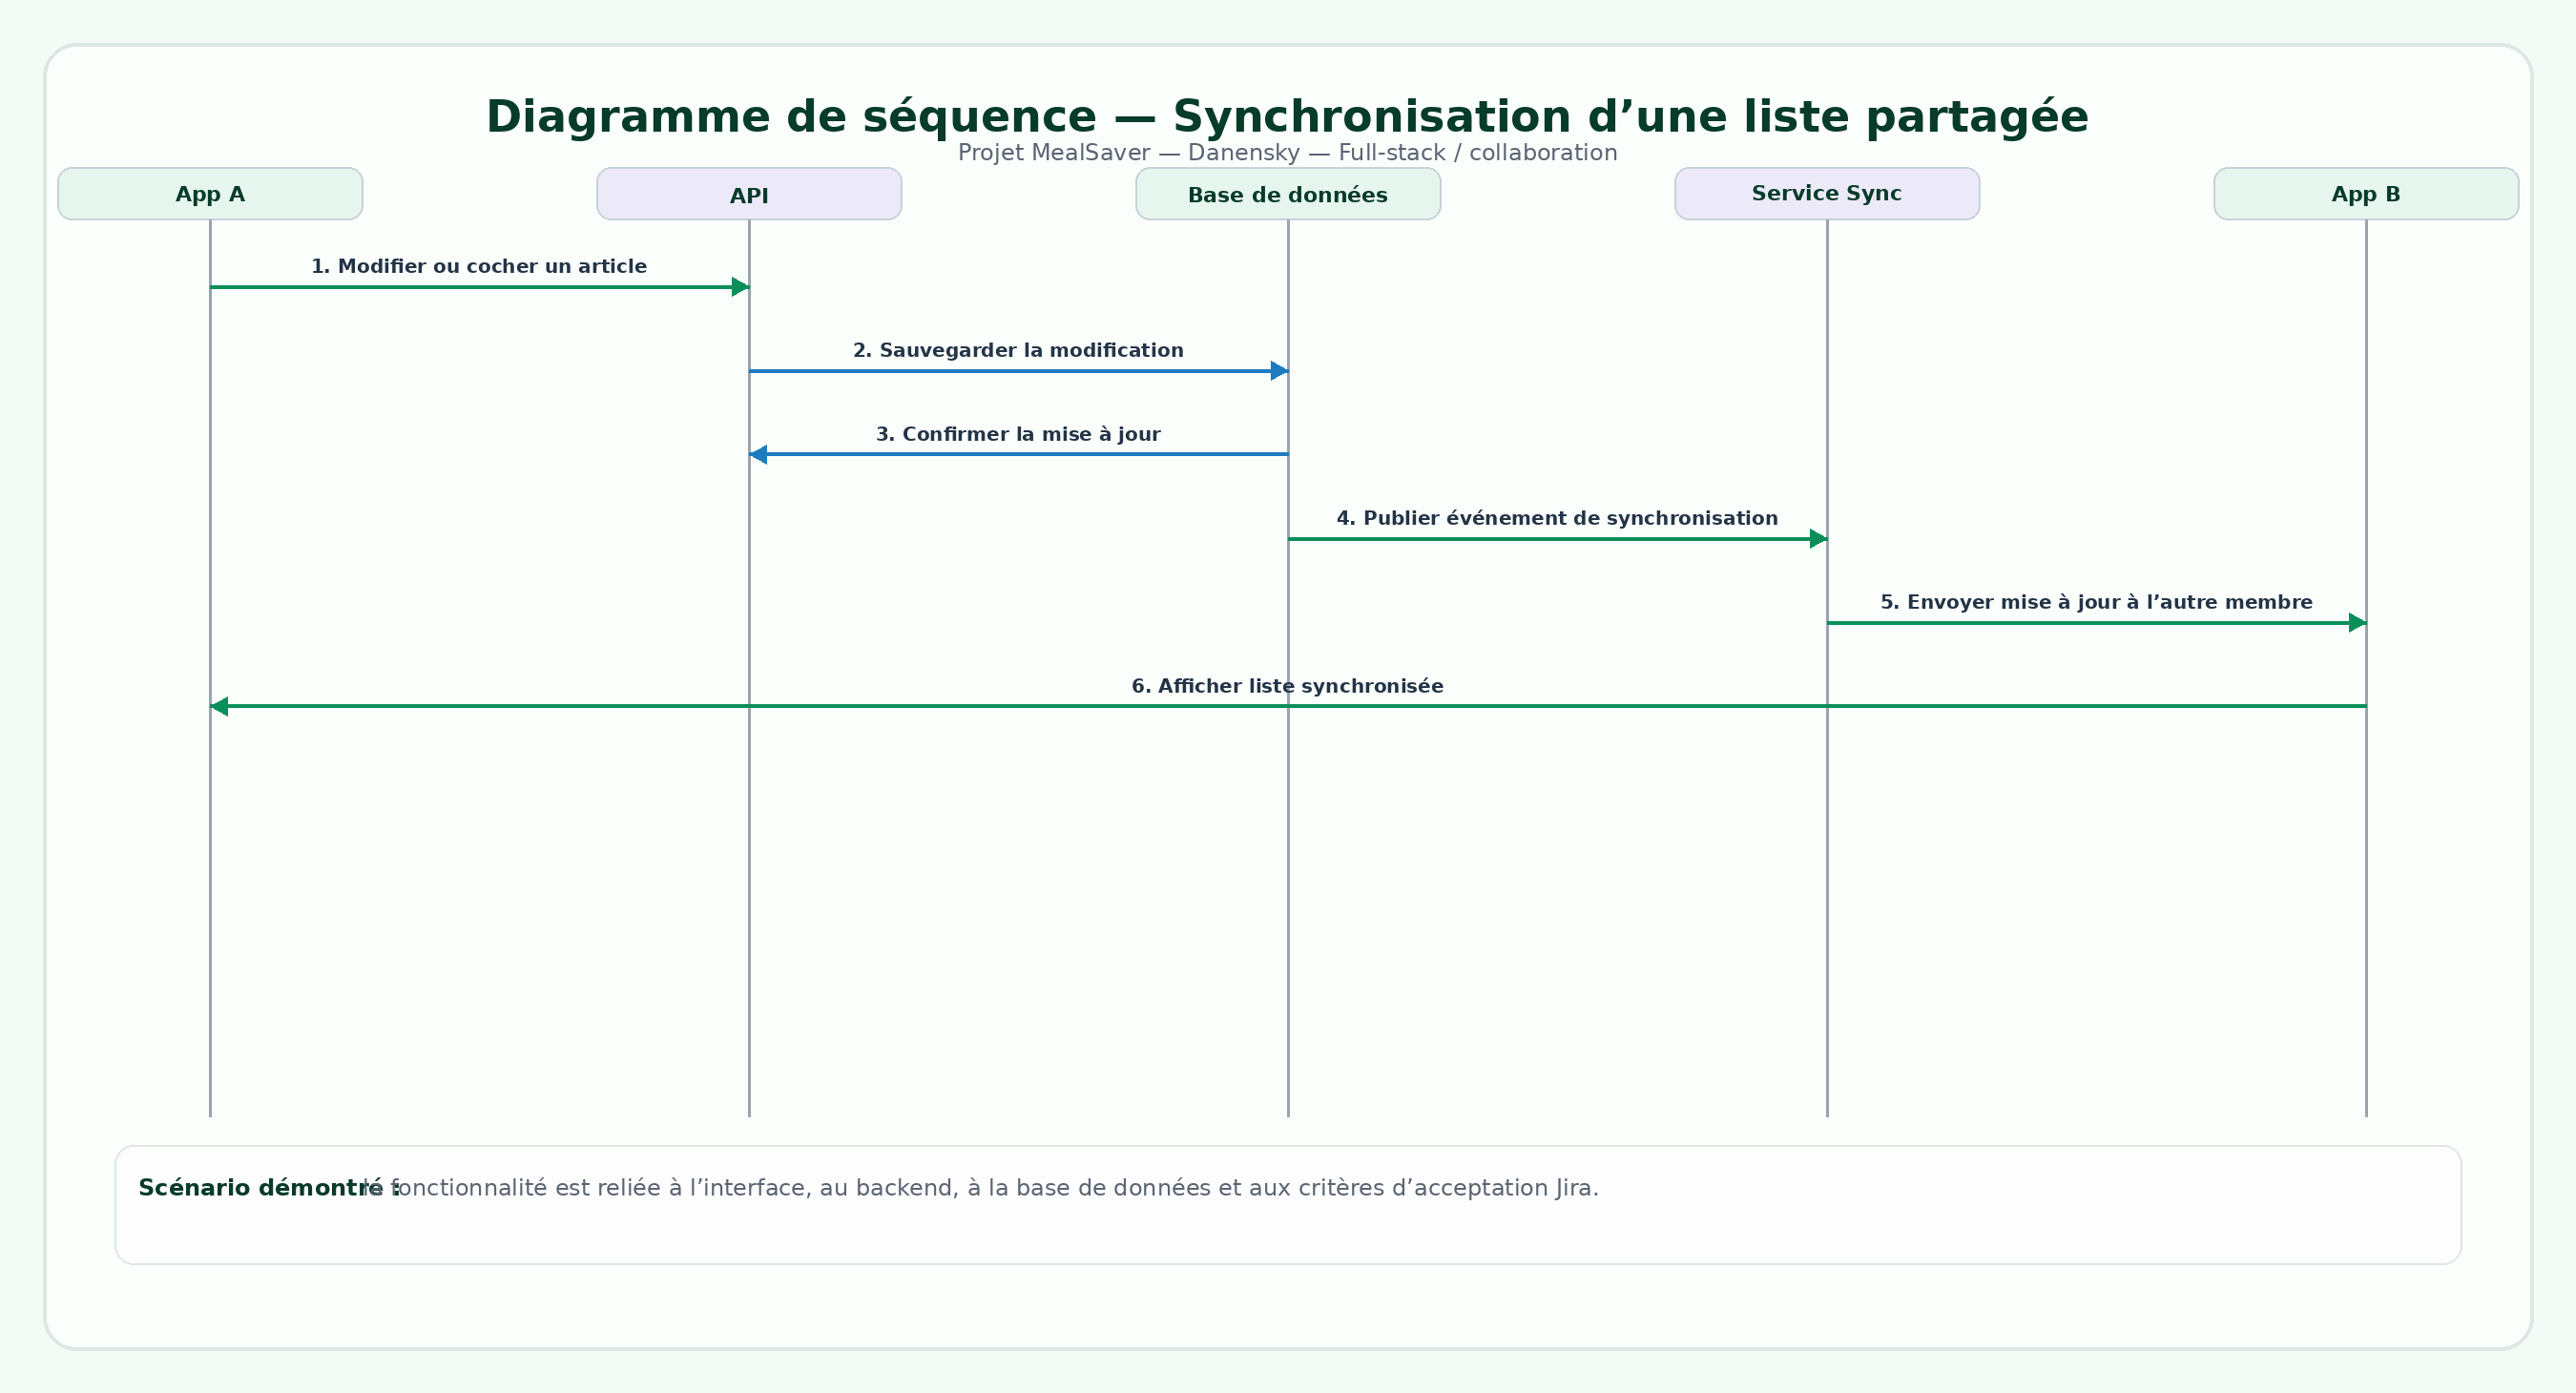 Diagramme de séquence — Synchronisation d’une liste partagée
Projet MealSaver — Danensky — Full-stack / collaboration
App A
API
Base de données
Service Sync
App B
1. Modifier ou cocher un article
2. Sauvegarder la modification
3. Confirmer la mise à jour
4. Publier événement de synchronisation
5. Envoyer mise à jour à l’autre membre
6. Afficher liste synchronisée
Scénario démontré : la fonctionnalité est reliée à l’interface, au backend, à la base de données et aux critères d’acceptation Jira.